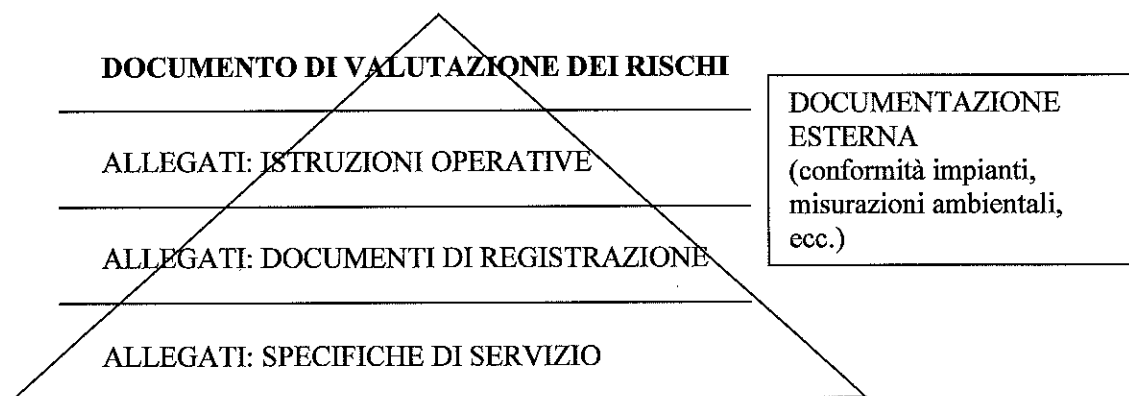 DOCUMENTO DI VALUTAZIONE DEI RISCHI
ALLEGATI: ISTRUZIONI OPERATIVE
ALLEGATI: DOCUMENTI DI REGISTRAZIONE
ALLEGATI: SPECIFICHE DI SERVIZIO
DOCUMENTAZIONE
ESTERNA
(conformità impianti,
misurazioni ambientali,
ecc.)